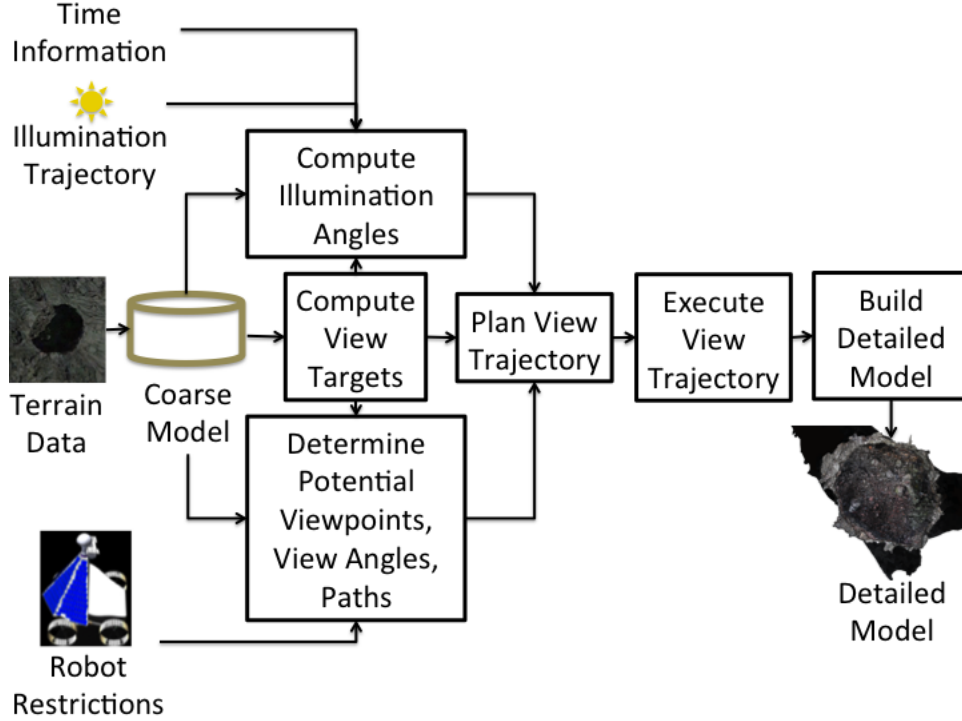 Time
Information
Illumination
Trajectory
Compute
Illumination
Angles
Compute
View
Targets
Plan View
Trajectory
Execute
View
Trajectory
Build
Detailed
Model
Terrain
Data
Coarse
Model
Determine
Potential
Viewpoints,
View Angles,
Paths
Robot
Restrictions
Detailed
Model